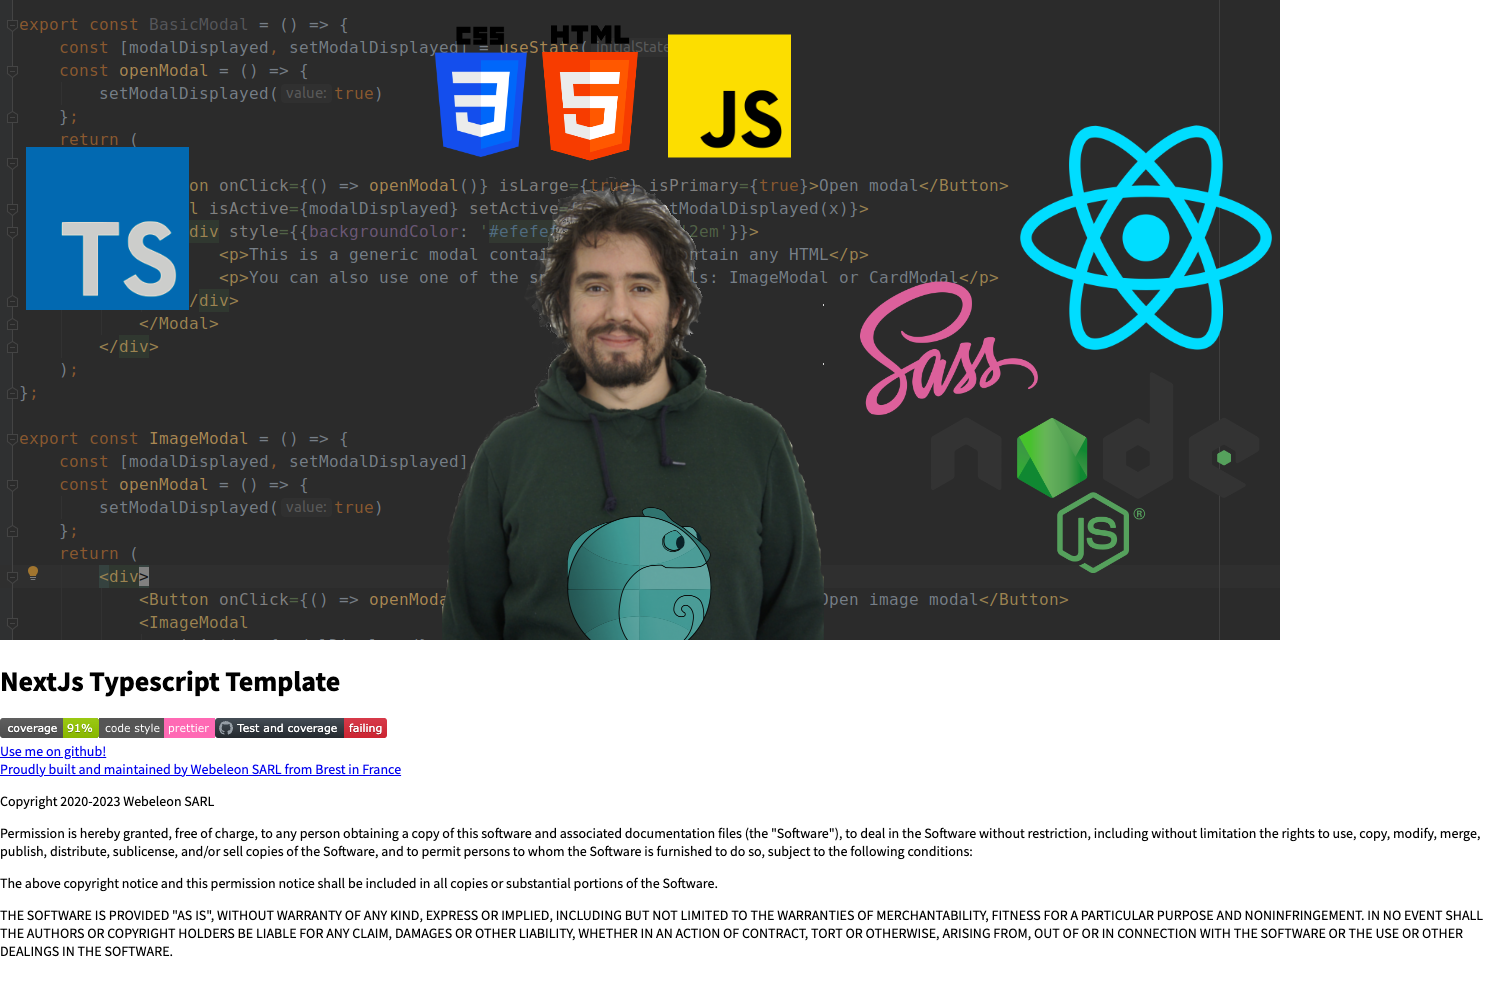 export const BasicModal = () => {
const [modalDisplayed, setModalDisplayed] = useState( initialState
const openModal = () => {
setModalDisplayed( value: true)
};
return (
on onClick={() => openModal()} isLarge={true} isPrimary={true}>Open modal</Button>
l isActive={modalDisplayed} setActive= tModalDisplayed(x)}>
div style={{backgroundColor: '#efefe 2em'}}>
<p>This is a generic modal contai ntain any HTML</p>
<p>You can also use one of the s ls: ImageModal or CardModal</p>
/div>
</Modal>
</div>
);
};
export const ImageModal = () => {
const [modalDisplayed, setModalDisplayed]
const openModal = () => {
setModalDisplayed( value: true)
};
return (
<div>
<Button onClick={() => openModa Open image modal</Button>
<ImageModal
CSS HTML
3 5 JS
TS
Sass
node
JS ®
NextJs Typescript Template
coverage 91% code style prettier Test and coverage failing
Use me on github!
Proudly built and maintained by Webeleon SARL from Brest in France
Copyright 2020-2023 Webeleon SARL
Permission is hereby granted, free of charge, to any person obtaining a copy of this software and associated documentation files (the "Software"), to deal in the Software without restriction, including without limitation the rights to use, copy, modify, merge,
publish, distribute, sublicense, and/or sell copies of the Software, and to permit persons to whom the Software is furnished to do so, subject to the following conditions:
The above copyright notice and this permission notice shall be included in all copies or substantial portions of the Software.
THE SOFTWARE IS PROVIDED "AS IS", WITHOUT WARRANTY OF ANY KIND, EXPRESS OR IMPLIED, INCLUDING BUT NOT LIMITED TO THE WARRANTIES OF MERCHANTABILITY, FITNESS FOR A PARTICULAR PURPOSE AND NONINFRINGEMENT. IN NO EVENT SHALL
THE AUTHORS OR COPYRIGHT HOLDERS BE LIABLE FOR ANY CLAIM, DAMAGES OR OTHER LIABILITY, WHETHER IN AN ACTION OF CONTRACT, TORT OR OTHERWISE, ARISING FROM, OUT OF OR IN CONNECTION WITH THE SOFTWARE OR THE USE OR OTHER
DEALINGS IN THE SOFTWARE.